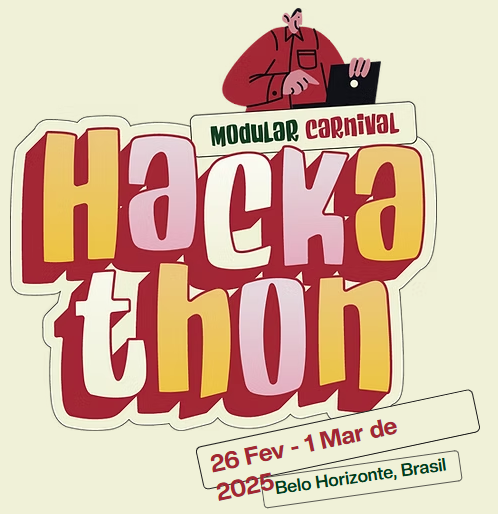 Modular Carnival
Hacka
thon
26 Fev - 1 Mar de
2025
Belo Horizonte, Brasil